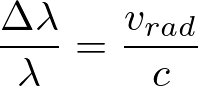 Δλ/λ = v_rad/c